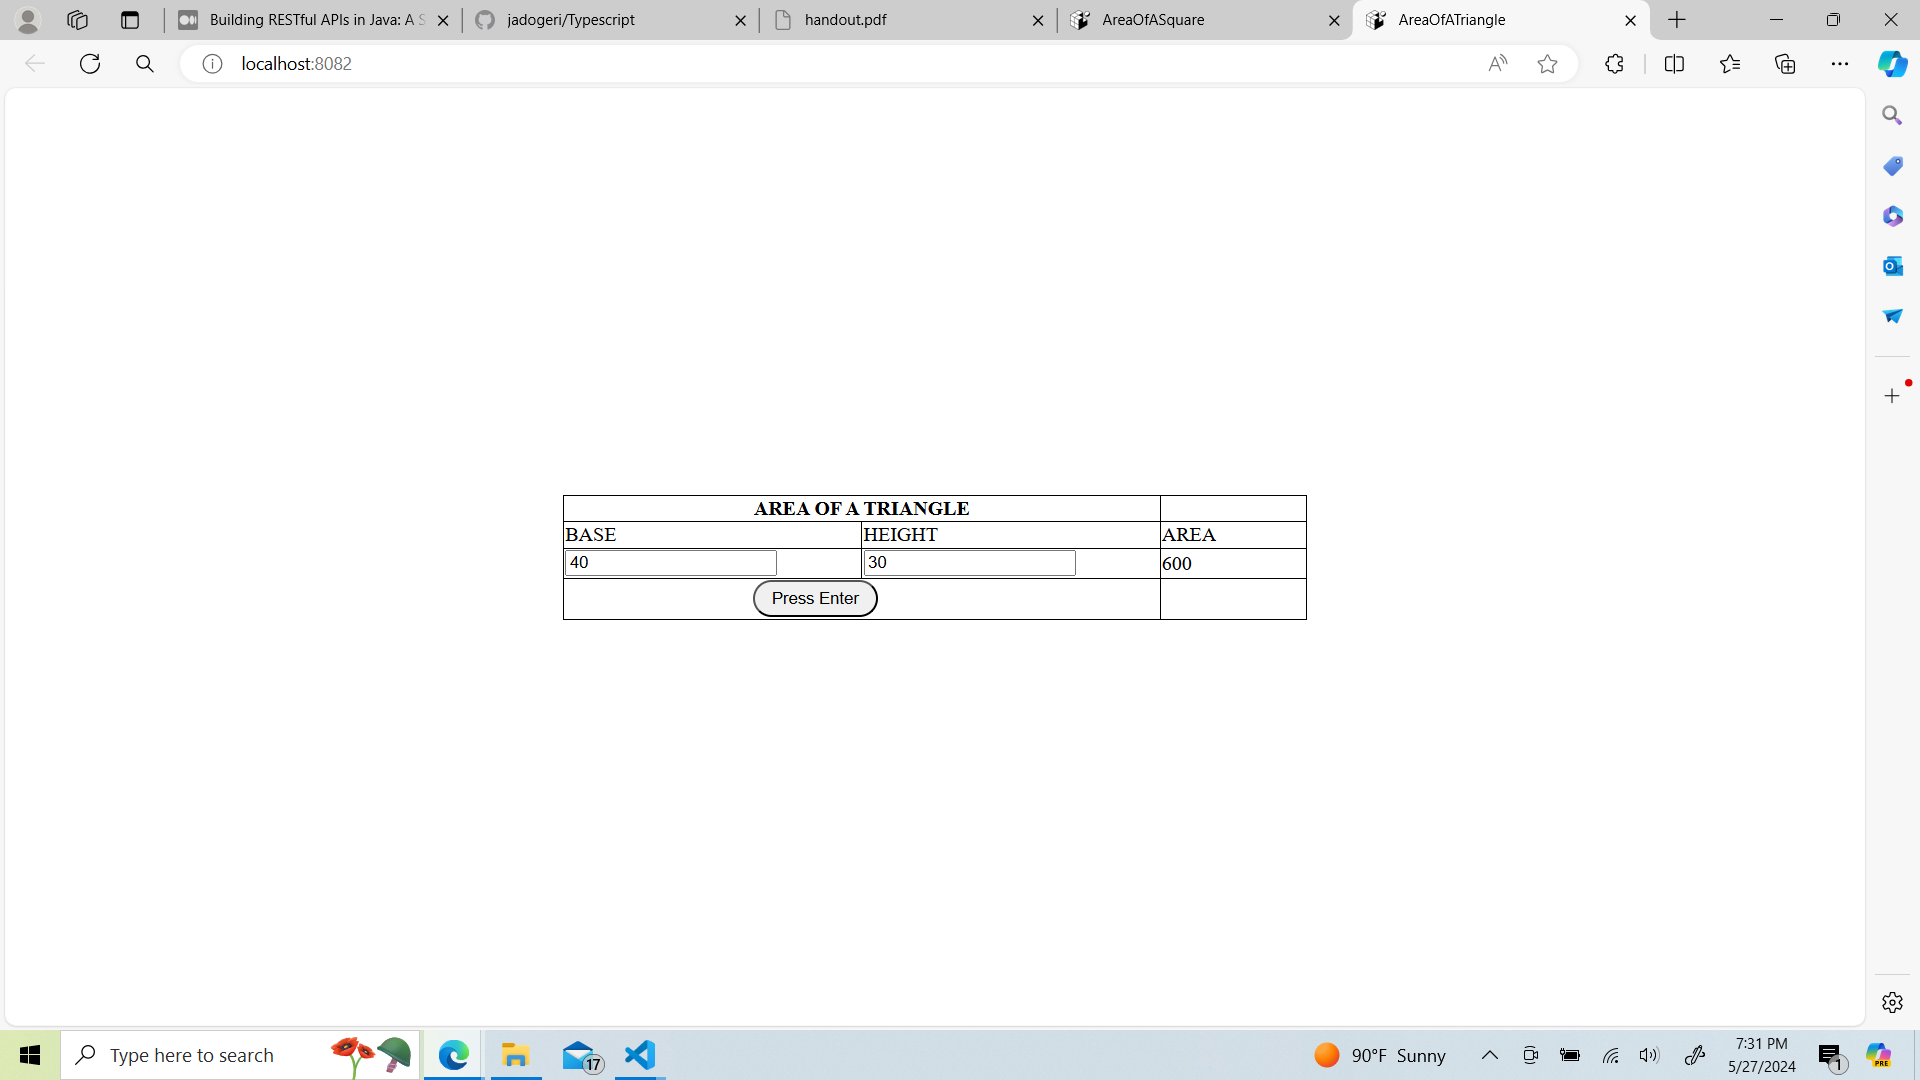 Building RESTful APIs in Java: A S
jadogeri/Typescript
handout.pdf
AreaOfASquare
AreaOfATriangle
localhost:8082
AREA OF A TRIANGLE
BASE HEIGHT AREA
40 30 600
Press Enter
Type here to search
17
90°F Sunny
7:31 PM
5/27/2024
1
PRE